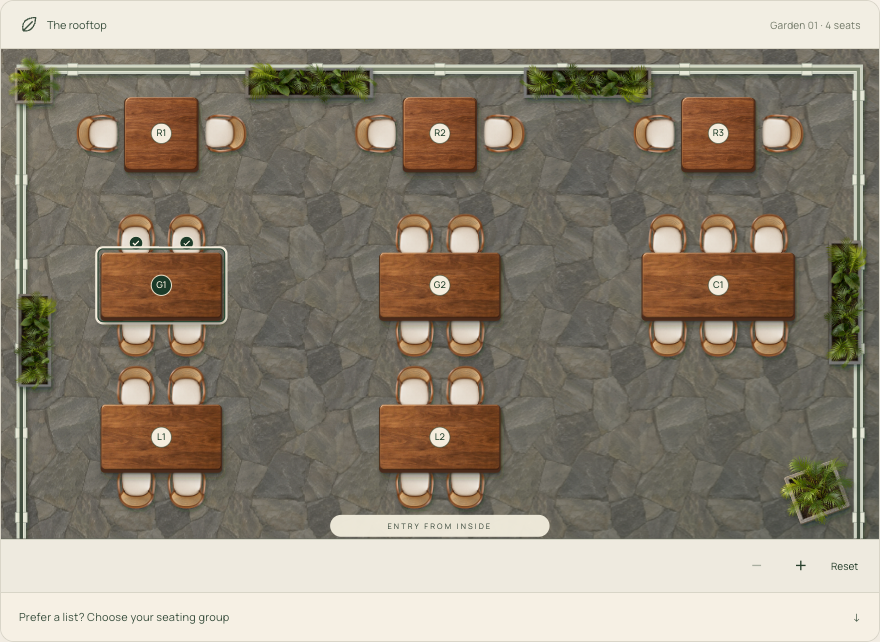 The rooftop
Garden 01 · 4 seats
R1
R2
R3
G1
G2
C1
L1
L2
ENTRY FROM INSIDE
− + Reset
Prefer a list? Choose your seating group ↓